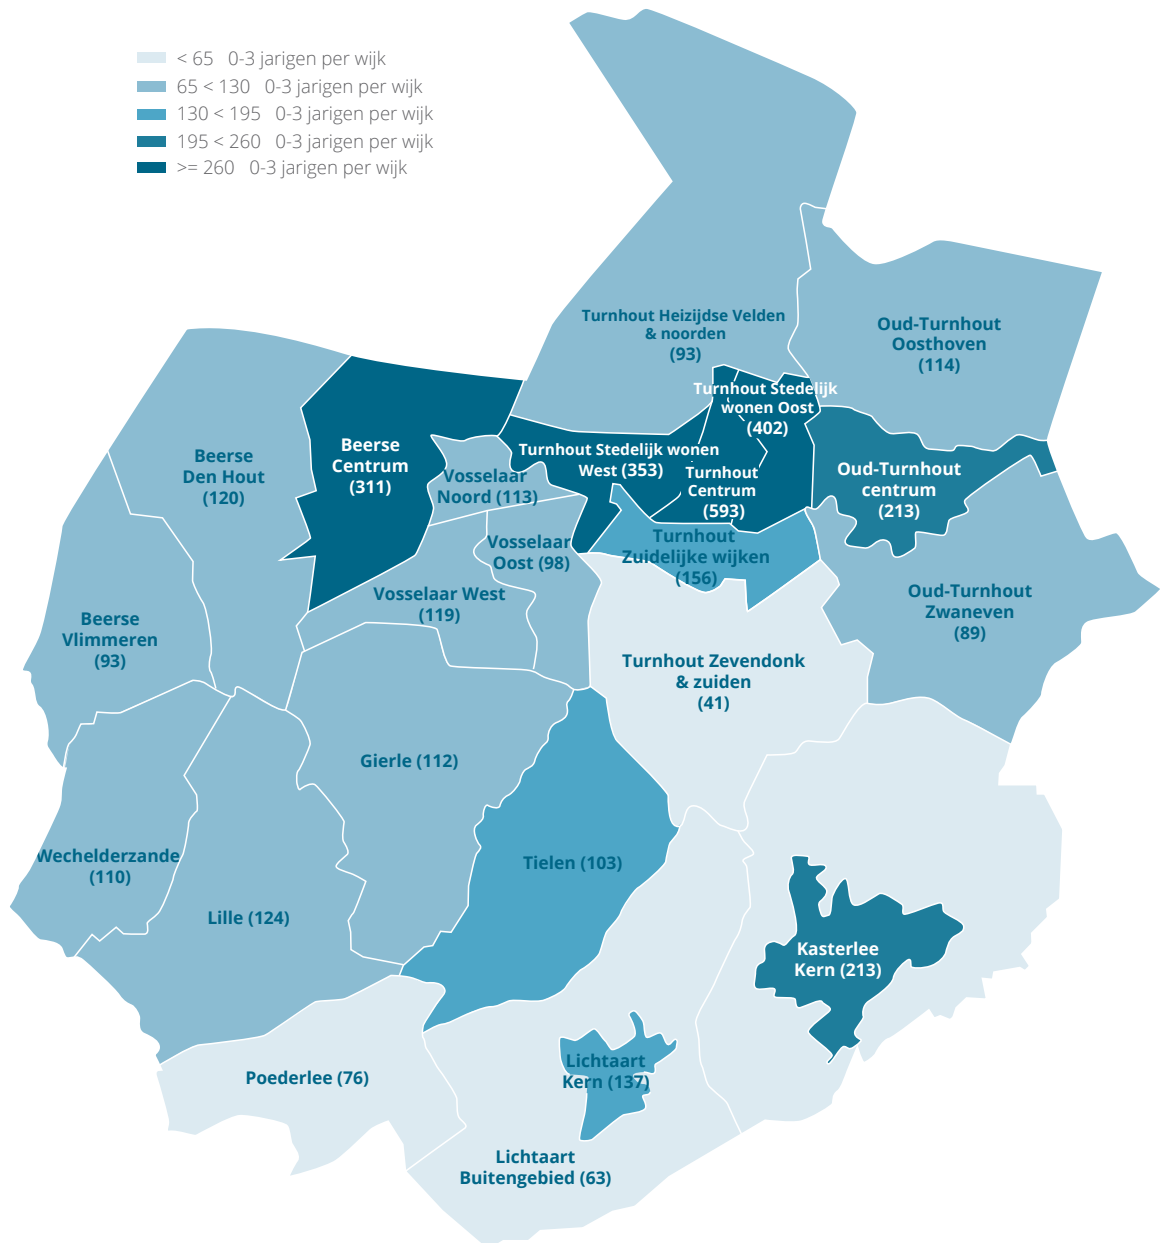 < 65 0-3 jarigen per wijk
65 < 130 0-3 jarigen per wijk
130 < 195 0-3 jarigen per wijk
195 < 260 0-3 jarigen per wijk
>= 260 0-3 jarigen per wijk
Turnhout Heizijdse Velden
& noorden
(93)
Oud-Turnhout
Oosthoven
(114)
Turnhout Stedelijk
wonen Oost
(402)
Beerse
Centrum
(311)
Turnhout Stedelijk wonen
West (353)
Beerse
Den Hout
(120)
Vosselaar
Noord (113)
Turnhout
Centrum
(593)
Oud-Turnhout
centrum
(213)
Vosselaar
Oost (98)
Turnhout
Zuidelijke wijken
(156)
Vosselaar West
(119)
Oud-Turnhout
Zwaneven
(89)
Beerse
Vlimmeren
(93)
Turnhout Zevendonk
& zuiden
(41)
Gierle (112)
Wechelderzande
(110)
Tielen (103)
Lille (124)
Kasterlee
Kern (213)
Lichtaart
Kern (137)
Poederlee (76)
Lichtaart
Buitengebied (63)